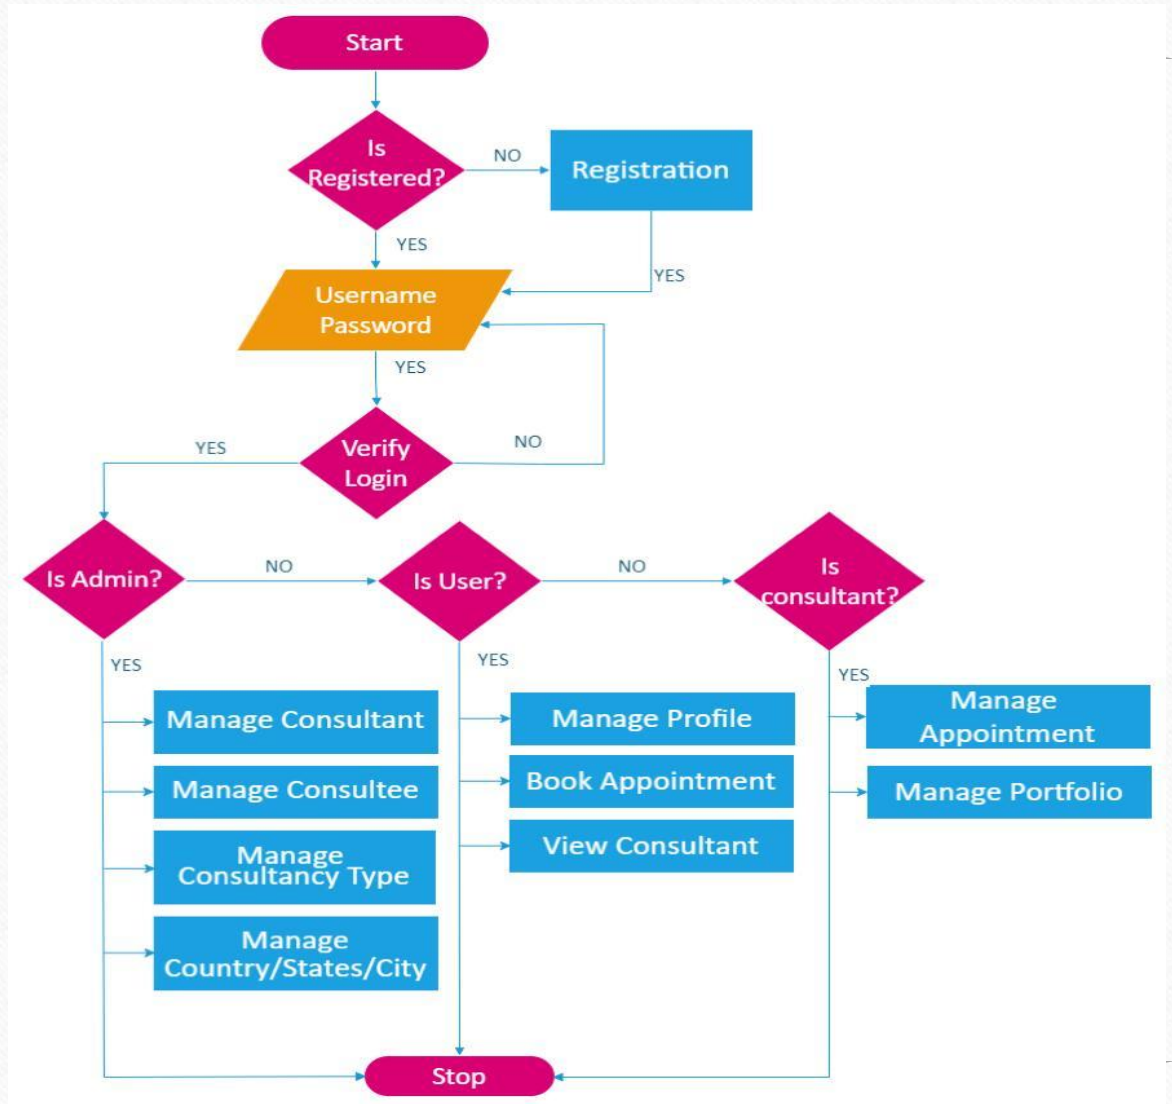 Start
Is
Registered?
NO
Registration
YES
YES
Username
Password
YES
Verify
Login
YES
NO
Is Admin?
NO
Is User?
NO
Is
consultant?
YES
Manage Consultant
Manage Consultee
Manage
Consultancy Type
Manage
Country/States/City
YES
Manage Profile
Book Appointment
View Consultant
YES
Manage
Appointment
Manage Portfolio
Stop